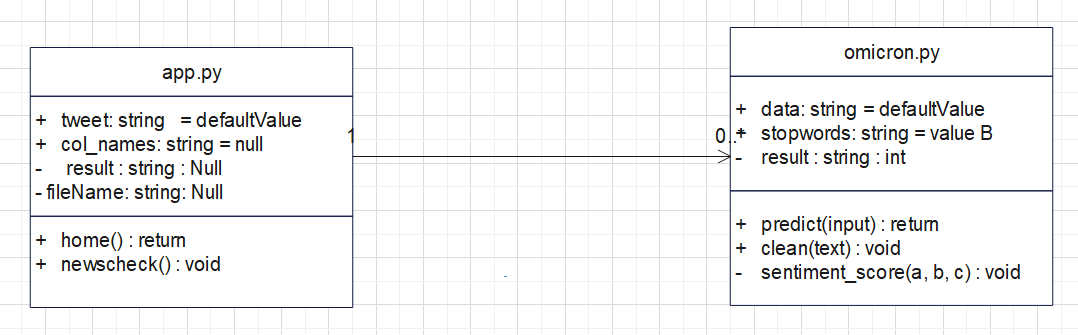 app.py
+ tweet: string = defaultValue
+ col_names: string = null
- result : string : Null
- fileName: string: Null
+ home() : return
+ newscheck() : void
1
0..*
omicron.py
+ data: string = defaultValue
+ stopwords: string = value B
- result : string : int
+ predict(input) : return
+ clean(text) : void
- sentiment_score(a, b, c) : void